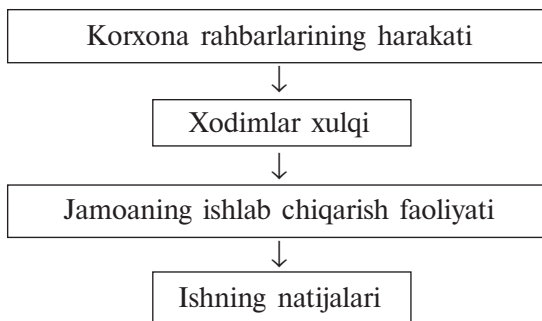 Korxona rahbarlarining harakati
Xodimlar xulqi
Jamoaning ishlab chiqarish faoliyati
Ishning natijalari